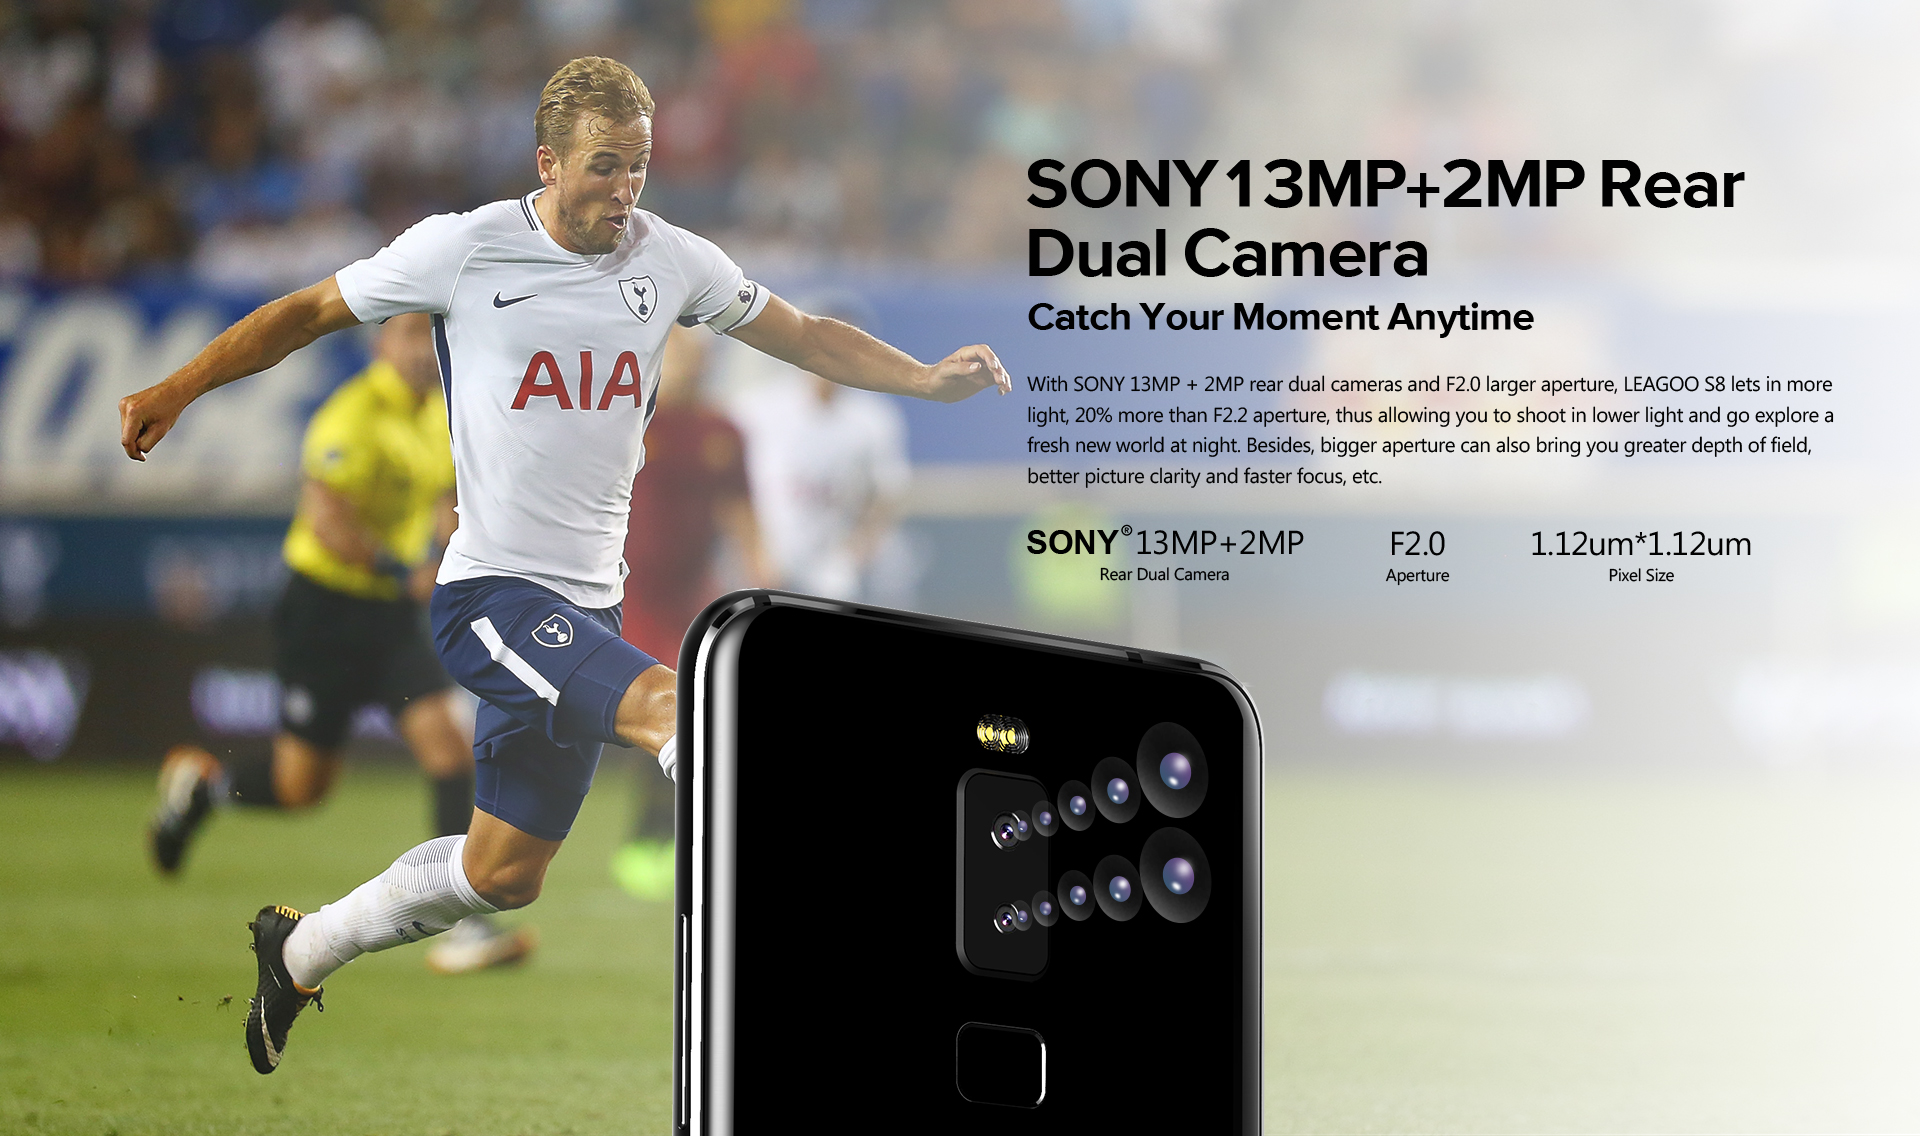 SONY 13MP+2MP Rear
Dual Camera
Catch Your Moment Anytime
With SONY 13MP + 2MP rear dual cameras and F2.0 larger aperture, LEAGOO S8 lets in more
light, 20% more than F2.2 aperture, thus allowing you to shoot in lower light and go explore a
fresh new world at night. Besides, bigger aperture can also bring you greater depth of field,
better picture clarity and faster focus, etc.
SONY® 13MP+2MP
Rear Dual Camera
F2.0
Aperture
1.12um*1.12um
Pixel Size
AIA